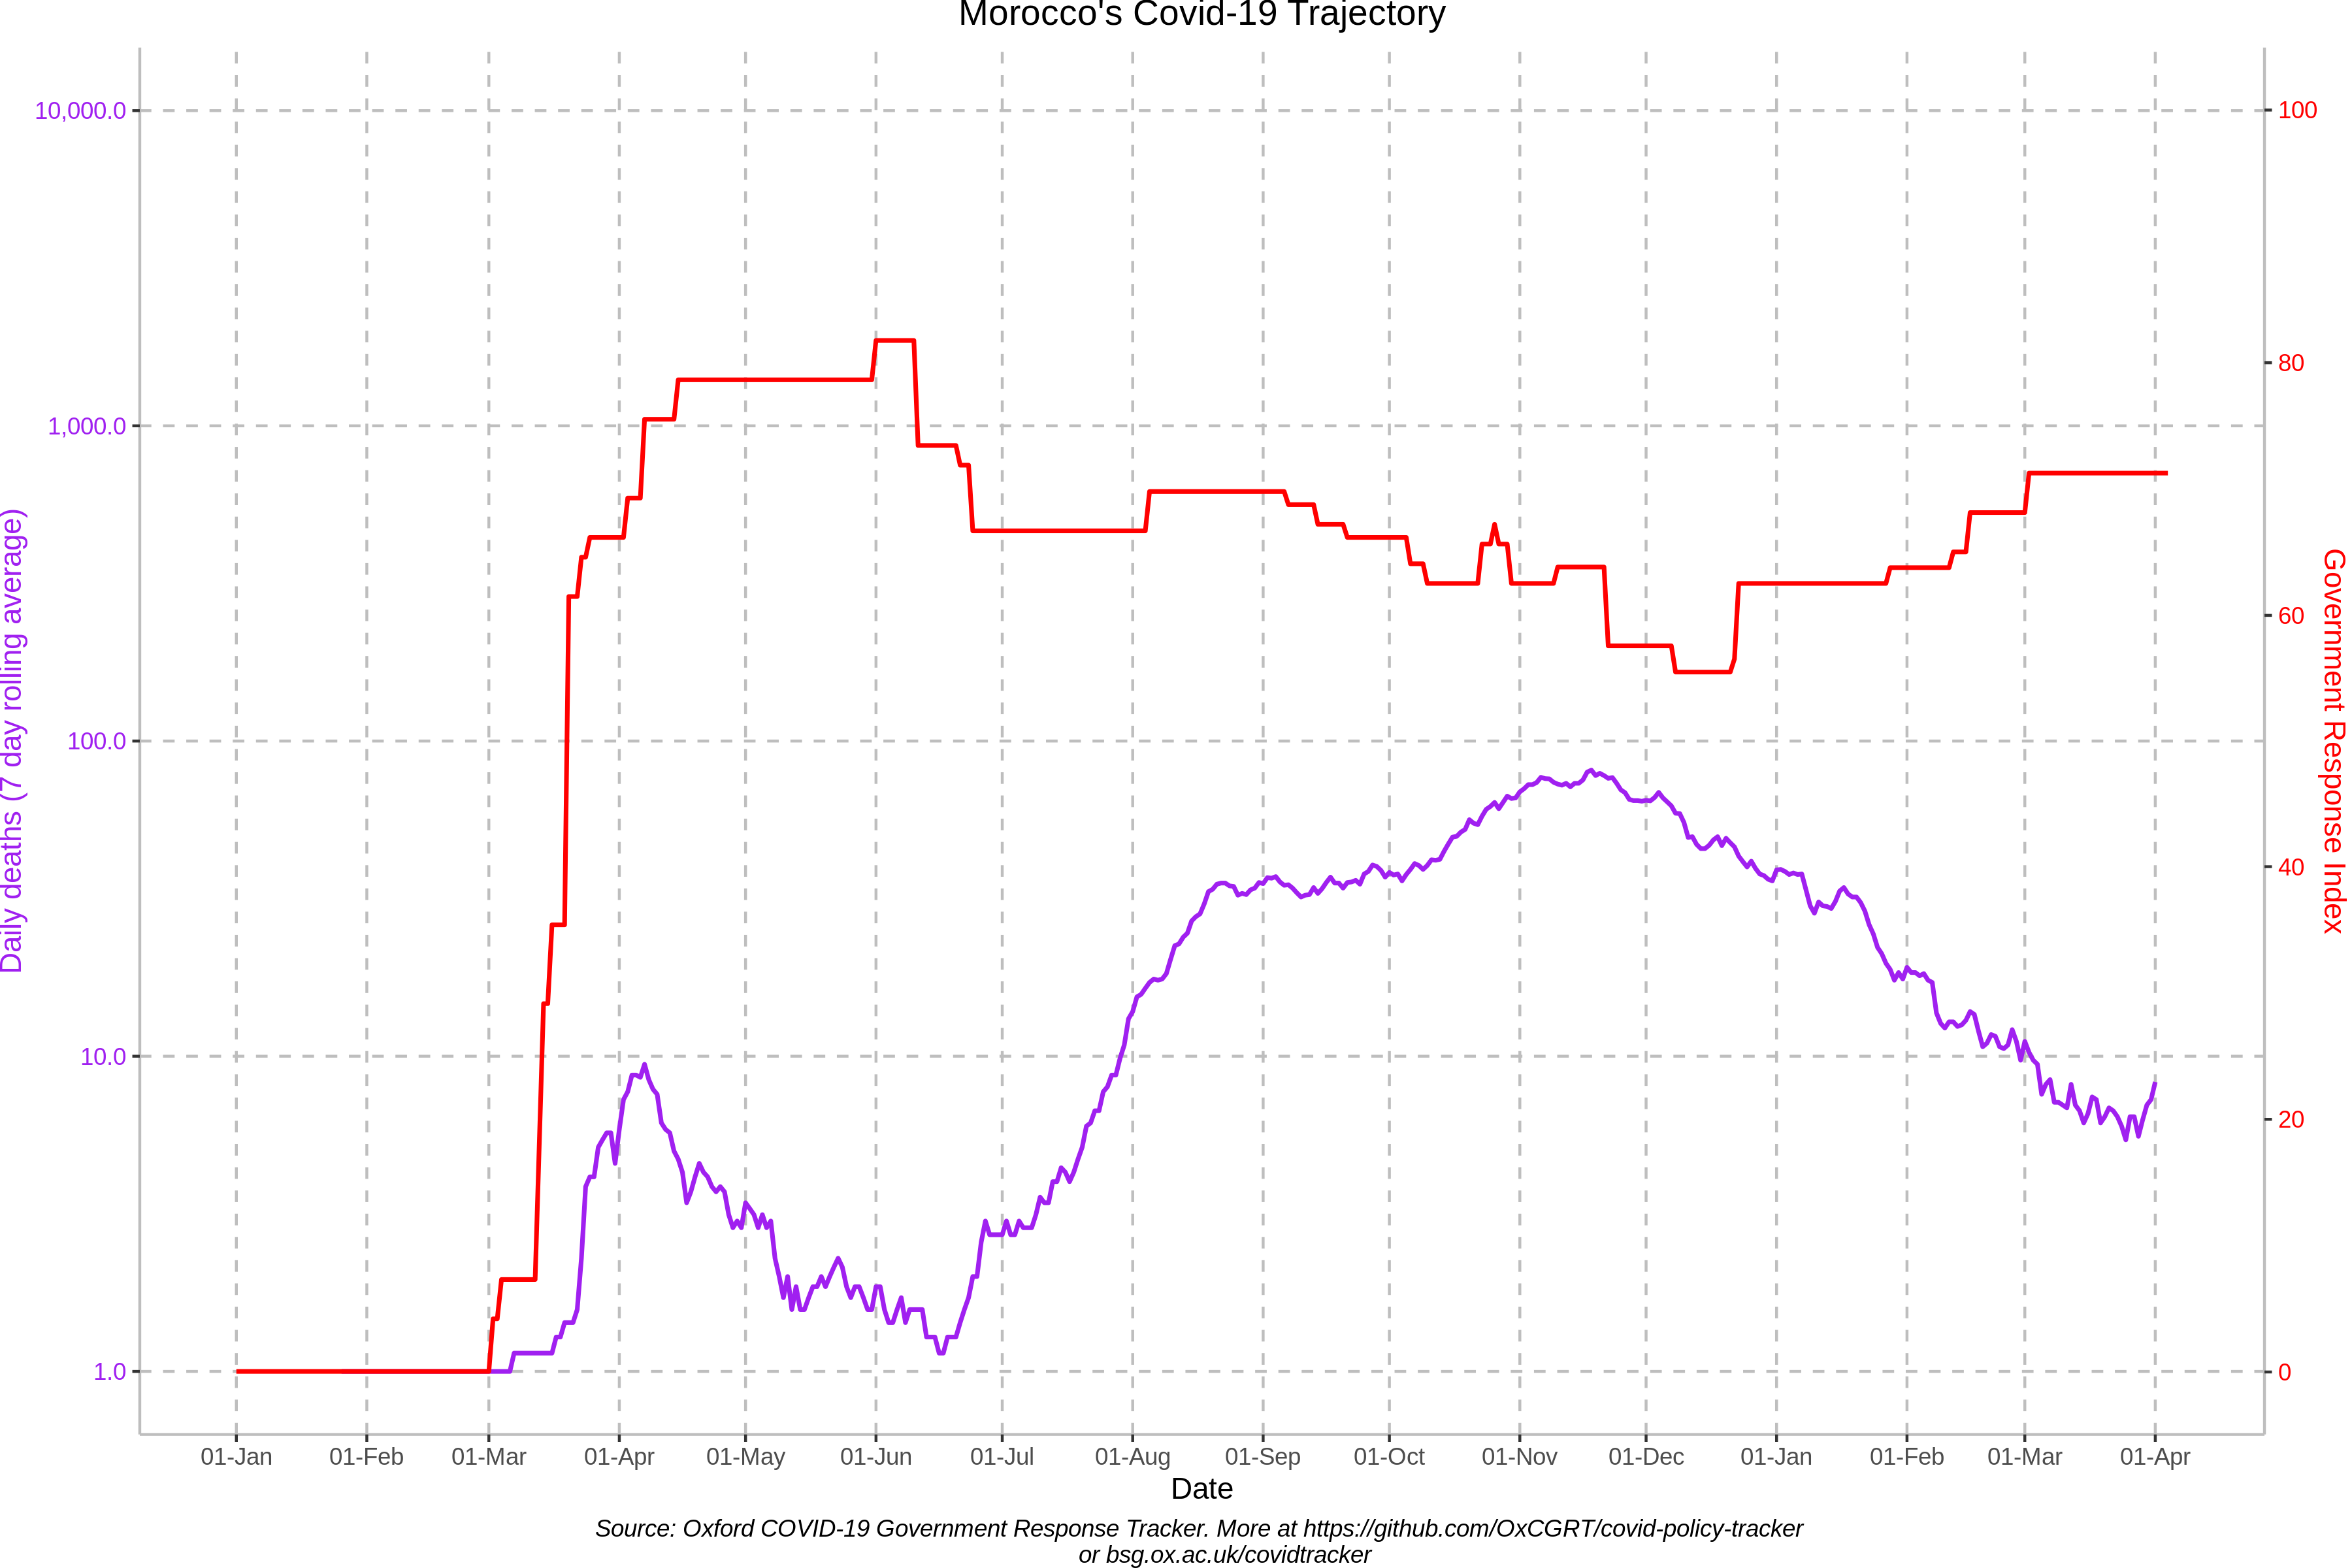 Morocco's Covid-19 Trajectory
10,000.0
1,000.0
100.0
10.0
1.0
Daily deaths (7 day rolling average)
100
80
60
40
20
0
Government Response Index
01-Jan 01-Feb 01-Mar 01-Apr 01-May 01-Jun 01-Jul 01-Aug 01-Sep 01-Oct 01-Nov 01-Dec 01-Jan 01-Feb 01-Mar 01-Apr
Date
Source: Oxford COVID-19 Government Response Tracker. More at https://github.com/OxCGRT/covid-policy-tracker
or bsg.ox.ac.uk/covidtracker